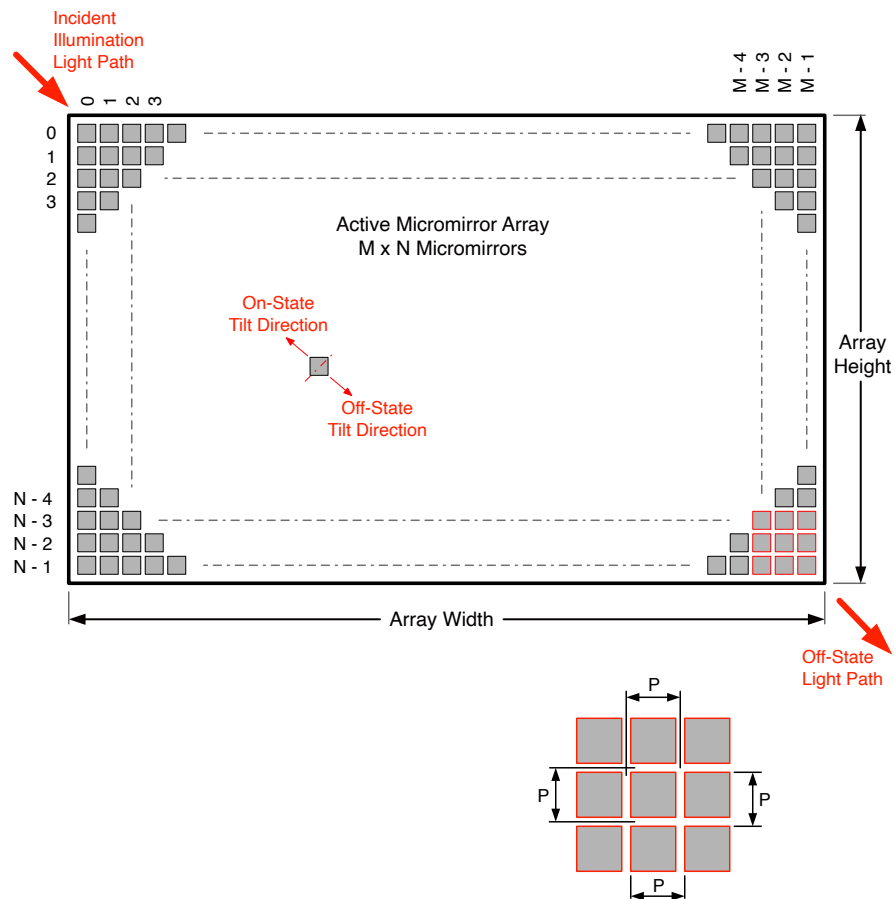 Incident
Illumination
Light Path
0
1
2
3
M - 4
M - 3
M - 2
M - 1
0
1
2
3
Active Micromirror Array
M x N Micromirrors
On-State
Tilt Direction
Off-State
Tilt Direction
Array
Height
N - 4
N - 3
N - 2
N - 1
Array Width
Off-State
Light Path
P
P
P
P